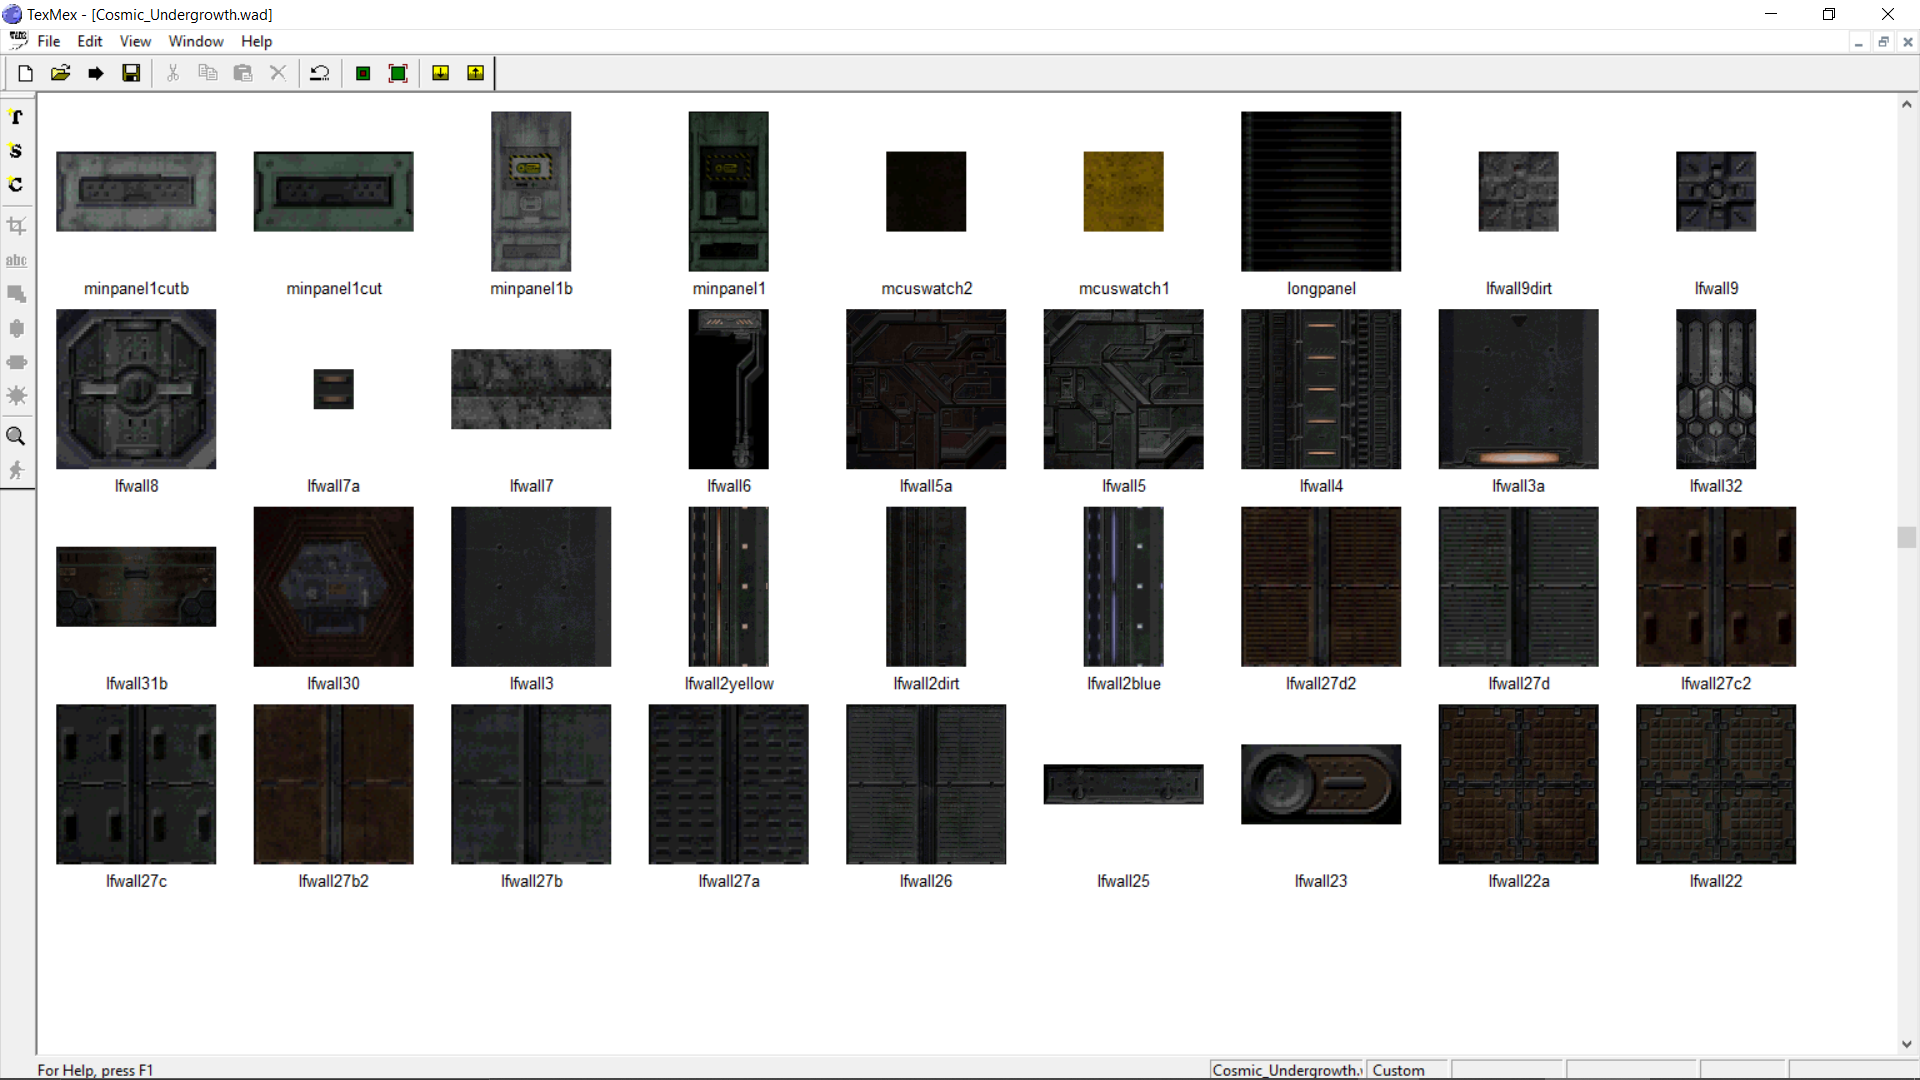 TexMex - [Cosmic_Undergrowth.wad]
File Edit View Window Help
T
S
C
abc
minpanel1cutb minpanel1cut minpanel1b minpanel1 mcuswatch2 mcuswatch1 longpanel lfwall9dirt lfwall9
lfwall8 lfwall7a lfwall7 lfwall6 lfwall5a lfwall5 lfwall4 lfwall3a lfwall32
lfwall31b lfwall30 lfwall3 lfwall2yellow lfwall2dirt lfwall2blue lfwall27d2 lfwall27d lfwall27c2
lfwall27c lfwall27b2 lfwall27b lfwall27a lfwall26 lfwall25 lfwall23 lfwall22a lfwall22
For Help, press F1 Cosmic_Undergrowth. Custom